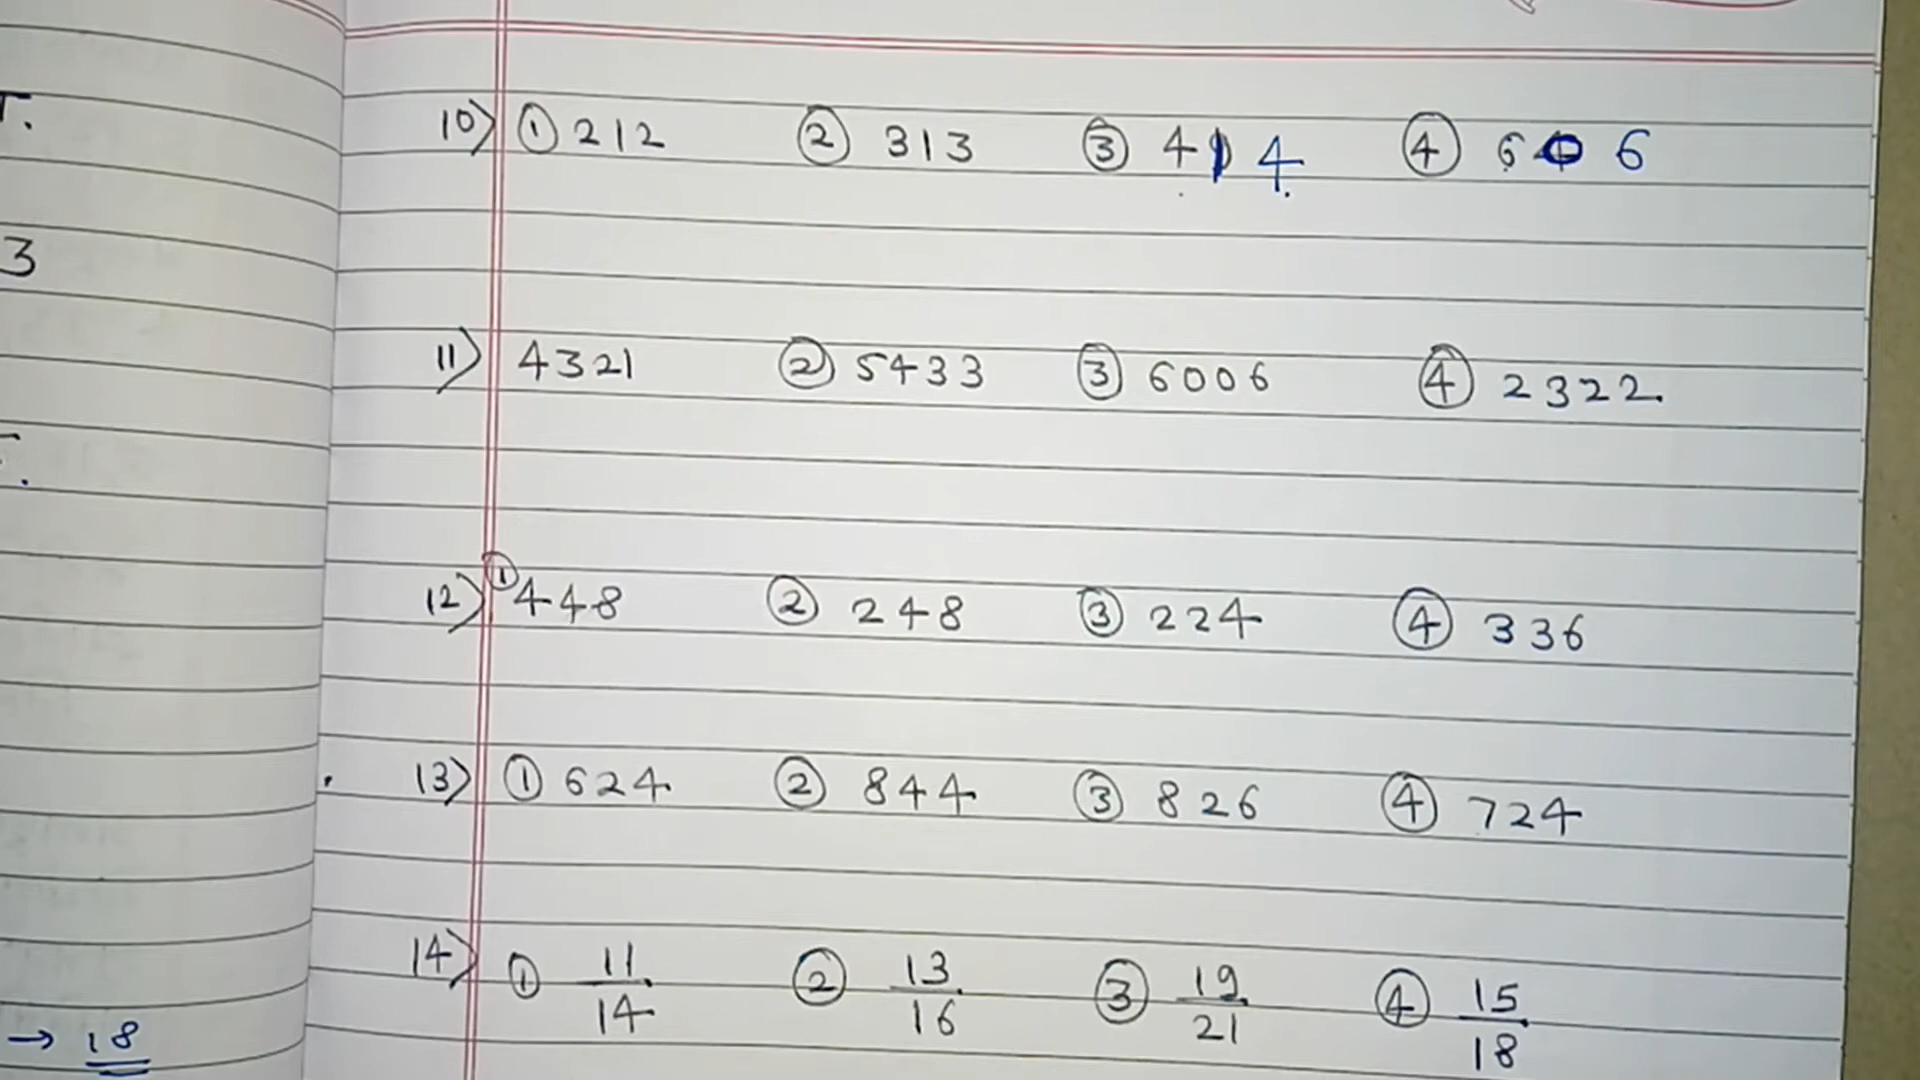 T.
3
→ 18
10) ① 212 ② 313 ③ 414 ④ 606
11) 4321 ② 5433 ③ 6006 ④ 2322.
12) ① 448 ② 248 ③ 224 ④ 336
13) ① 624 ② 844 ③ 826 ④ 724
14) ① 11/14 ② 13/16 ③ 19/21 ④ 15/18